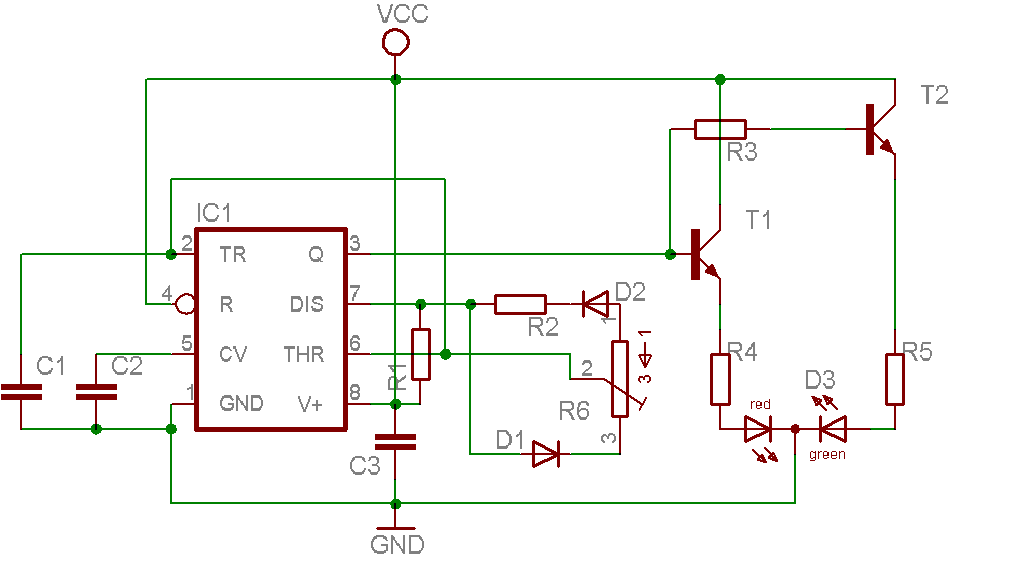 VCC
T2
R3
IC1
T1
2 TR Q 3
4 R DIS 7
D2
R2
1
1
3
5 CV THR 6
C1 C2
R1
2
R4 R5
1 GND V+ 8
R6
D3
red
D1
3
green
C3
GND